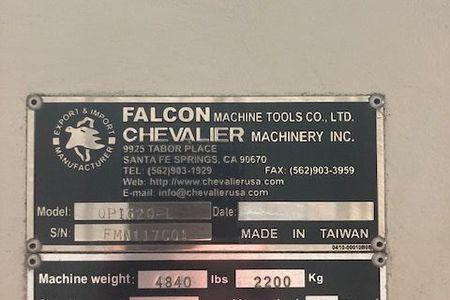 EXPORT & IMPORT
MANUFACTURER
FALCON MACHINE TOOLS CO., LTD.
CHEVALIER MACHINERY INC.
9925 TABOR PLACE
SANTA FE SPRINGS, CA 90670
TEL: (562)903-1929 FAX: (562)903-3959
Web: http://www.chevalierusa.com
E-mail: info@chevalierusa.com
Model: Date:
S/N MADE IN TAIWAN
Machine weight: 4840 lbs 2200 Kg